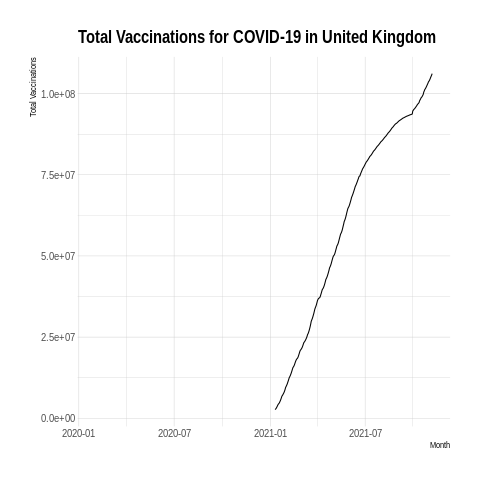 Total Vaccinations for COVID-19 in United Kingdom
Total Vaccinations
1.0e+08
7.5e+07
5.0e+07
2.5e+07
0.0e+00
2020-01
2020-07
2021-01
2021-07
Month